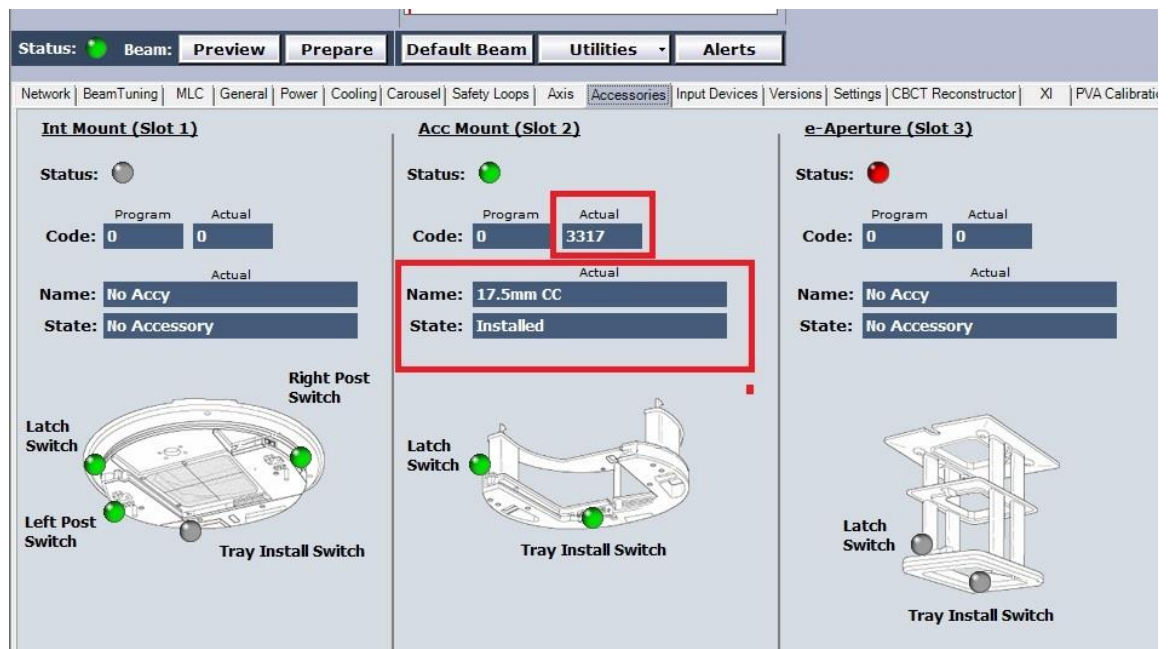 Status: Beam: Preview Prepare Default Beam Utilities Alerts
Network BeamTuning MLC General Power Cooling Carousel Safety Loops Axis Accessories Input Devices Versions Settings CBCT Reconstructor XI PVA Calibratic
Int Mount (Slot 1)
Status:
Program Actual
Code: 0 0
Actual
Name: No Accy
State: No Accessory
Right Post
Switch
Latch
Switch
Left Post
Switch
Tray Install Switch
Acc Mount (Slot 2)
Status:
Program Actual
Code: 0 3317
Actual
Name: 17.5mm CC
State: Installed
Latch
Switch
Tray Install Switch
e-Aperture (Slot 3)
Status:
Program Actual
Code: 0 0
Actual
Name: No Accy
State: No Accessory
Latch
Switch
Tray Install Switch